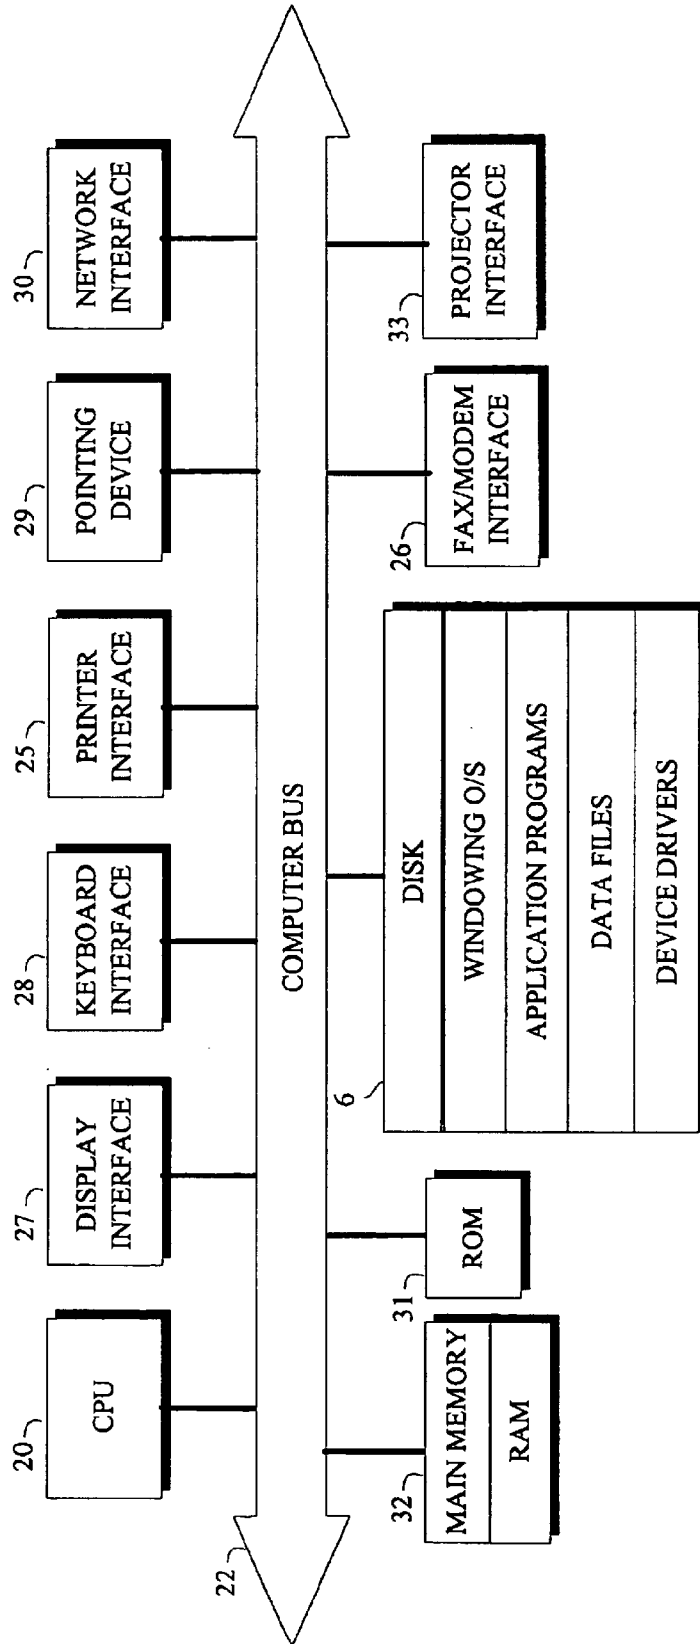 20
CPU
27
DISPLAY
INTERFACE
28
KEYBOARD
INTERFACE
25
PRINTER
INTERFACE
29
POINTING
DEVICE
30
NETWORK
INTERFACE
22
COMPUTER BUS
32
MAIN MEMORY
RAM
31
ROM
6
DISK
WINDOWING O/S
APPLICATION PROGRAMS
DATA FILES
DEVICE DRIVERS
26
FAX/MODEM
INTERFACE
33
PROJECTOR
INTERFACE